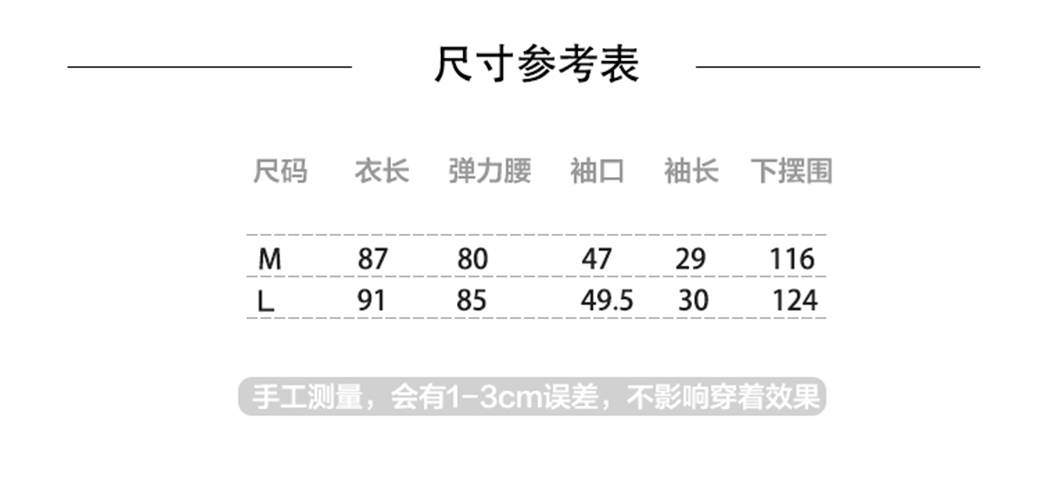 尺寸参考表
尺码 衣长 弹力腰 袖口 袖长 下摆围
M 87 80 47 29 116
L 91 85 49.5 30 124
手工测量，会有1-3cm误差，不影响穿着效果